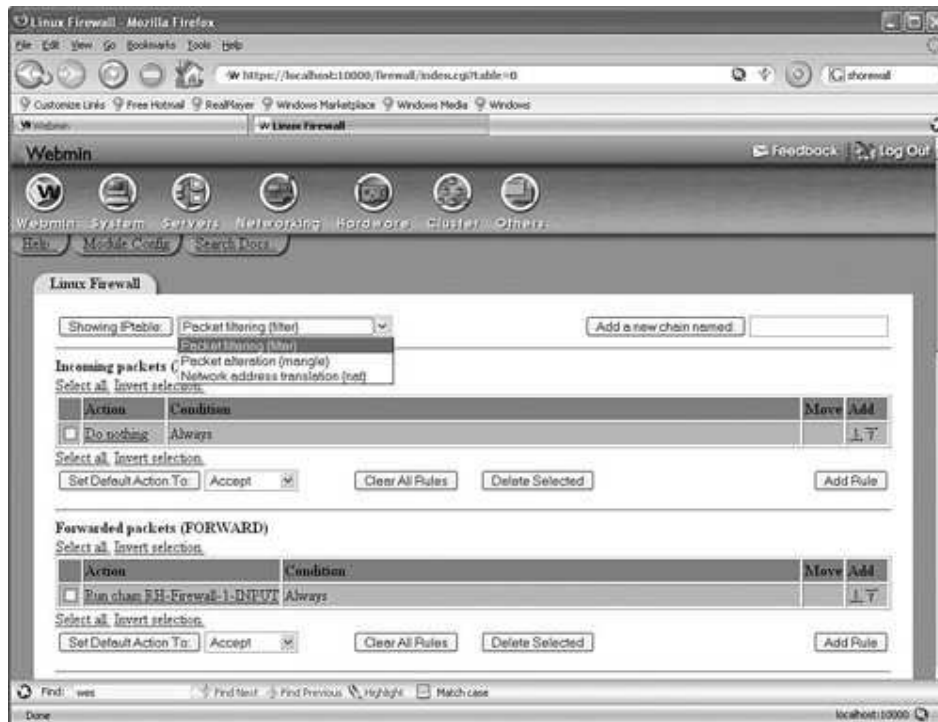 Linux Firewall - Mozilla Firefox
File Edit View Go Bookmarks Tools Help
https://localhost:10000/firewall/index.cgi?table=0
shorewall
Customize Links Free Hotmail RealPlayer Windows Marketplace Windows Media Windows
Webmin Linux Firewall
Webmin Feedback Log Out
Webmin System Servers Networking Hardware Cluster Others
Help Module Config Search Docs
Linux Firewall
Showing IPtable: Packet filtering (filter) Add a new chain named:
Packet filtering (filter)
Packet alteration (mangle)
Network address translation (nat)
Incoming packets (
Select all, Invert selection.
Action Condition Move Add
Do nothing Always
Select all, Invert selection.
Set Default Action To: Accept Clear All Rules Delete Selected Add Rule
Forwarded packets (FORWARD)
Select all, Invert selection.
Action Condition Move Add
Run chain RH-Firewall-1-INPUT Always
Select all, Invert selection.
Set Default Action To: Accept Clear All Rules Delete Selected Add Rule
Find: wes Find Next Find Previous Highlight Match case
Done localhost:10000